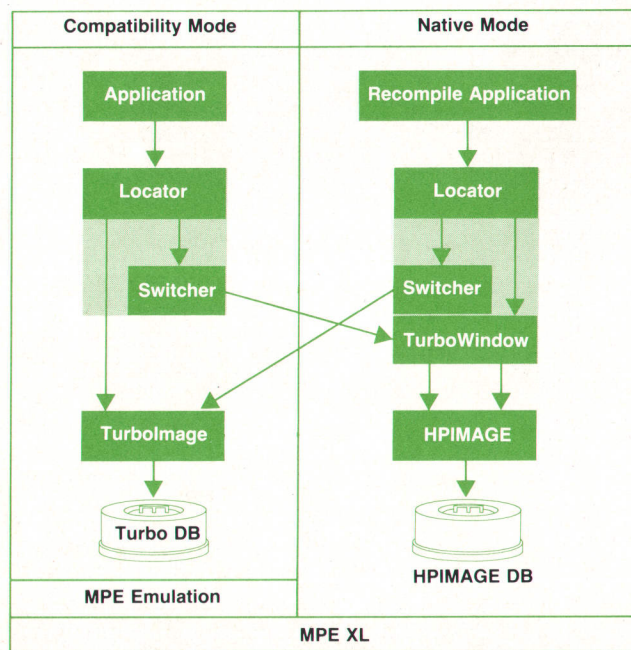 Compatibility Mode
Native Mode
Application
Recompile Application
Locator
Locator
Switcher
Switcher
TurboWindow
TurboImage
HPIMAGE
Turbo DB
HPIMAGE DB
MPE Emulation
MPE XL